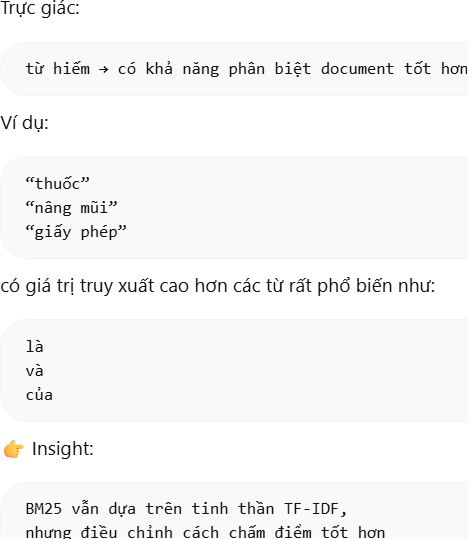 Trực giác:
từ hiếm → có khả năng phân biệt document tốt hơn
Ví dụ:
“thuốc”
“nâng mũi”
“giấy phép”
có giá trị truy xuất cao hơn các từ rất phổ biến như:
là
và
của
👉 Insight:
BM25 vẫn dựa trên tinh thần TF-IDF,
nhưng điều chỉnh cách chấm điểm tốt hơn